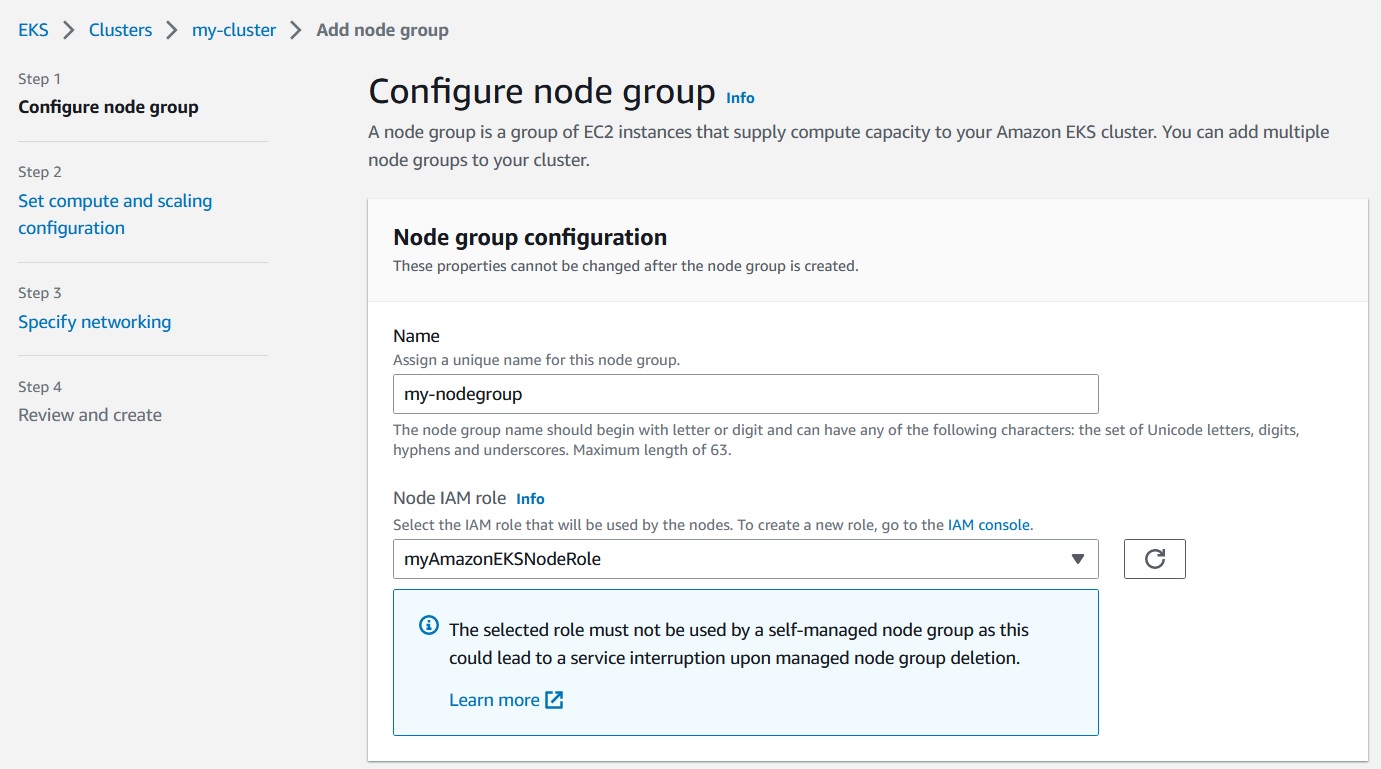 EKS > Clusters > my-cluster > Add node group
Step 1
Configure node group
Step 2
Set compute and scaling
configuration
Step 3
Specify networking
Step 4
Review and create
Configure node group Info
A node group is a group of EC2 instances that supply compute capacity to your Amazon EKS cluster. You can add multiple
node groups to your cluster.
Node group configuration
These properties cannot be changed after the node group is created.
Name
Assign a unique name for this node group.
my-nodegroup
The node group name should begin with letter or digit and can have any of the following characters: the set of Unicode letters, digits,
hyphens and underscores. Maximum length of 63.
Node IAM role Info
Select the IAM role that will be used by the nodes. To create a new role, go to the IAM console.
myAmazonEKSNodeRole
The selected role must not be used by a self-managed node group as this
could lead to a service interruption upon managed node group deletion.
Learn more